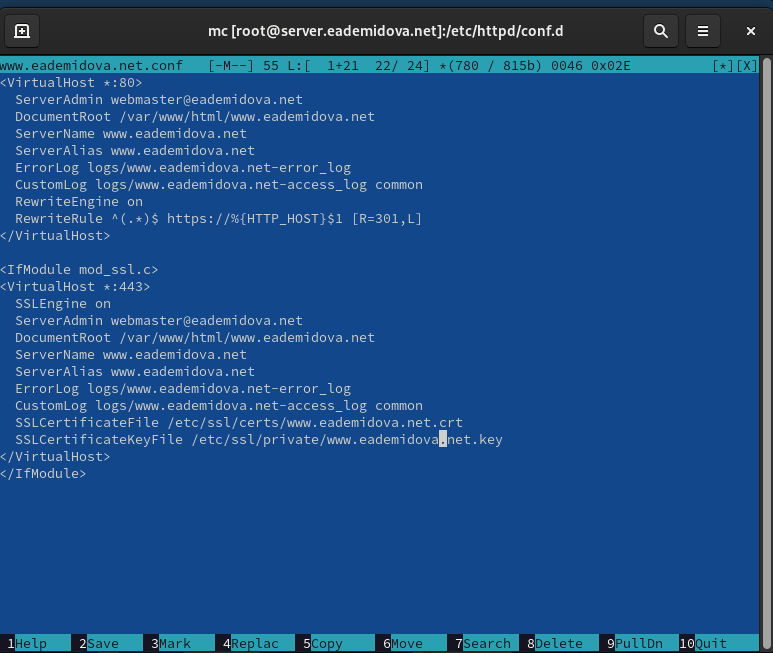 mc [root@server.eademidova.net]:/etc/httpd/conf.d
www.eademidova.net.conf   [-M--] 55 L:[  1+21  22/ 24] *(780 / 815b) 0046 0x02E          [*][X]
<VirtualHost *:80>
  ServerAdmin webmaster@eademidova.net
  DocumentRoot /var/www/html/www.eademidova.net
  ServerName www.eademidova.net
  ServerAlias www.eademidova.net
  ErrorLog logs/www.eademidova.net-error_log
  CustomLog logs/www.eademidova.net-access_log common
  RewriteEngine on
  RewriteRule ^(.*)$ https://%{HTTP_HOST}$1 [R=301,L]
</VirtualHost>

<IfModule mod_ssl.c>
<VirtualHost *:443>
  SSLEngine on
  ServerAdmin webmaster@eademidova.net
  DocumentRoot /var/www/html/www.eademidova.net
  ServerName www.eademidova.net
  ServerAlias www.eademidova.net
  ErrorLog logs/www.eademidova.net-error_log
  CustomLog logs/www.eademidova.net-access_log common
  SSLCertificateFile /etc/ssl/certs/www.eademidova.net.crt
  SSLCertificateKeyFile /etc/ssl/private/www.eademidova.net.key
</VirtualHost>
</IfModule>
1Help 2Save 3Mark 4Replac 5Copy 6Move 7Search 8Delete 9PullDn 10Quit